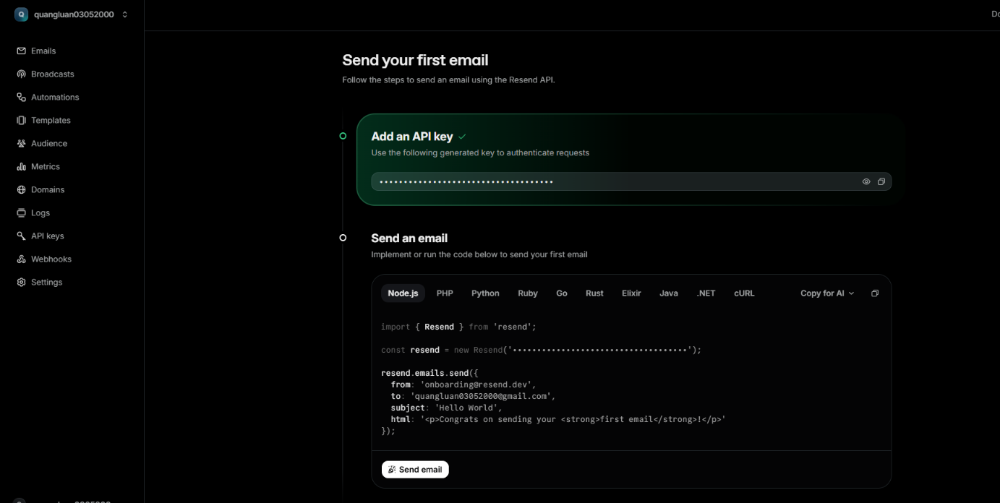 Q quangluan03052000
Emails
Broadcasts
Automations
Templates
Audience
Metrics
Domains
Logs
API keys
Webhooks
Settings
Send your first email
Follow the steps to send an email using the Resend API.
Add an API key
Use the following generated key to authenticate requests
••••••••••••••••••••••••••••••••••••
Send an email
Implement or run the code below to send your first email
Node.js PHP Python Ruby Go Rust Elixir Java .NET cURL Copy for AI
import { Resend } from 'resend';
const resend = new Resend('••••••••••••••••••••••••••••••••••••');
resend.emails.send({
from: 'onboarding@resend.dev',
to: 'quangluan03052000@gmail.com',
subject: 'Hello World',
html: '<p>Congrats on sending your <strong>first email</strong>!</p>'
});
Send email